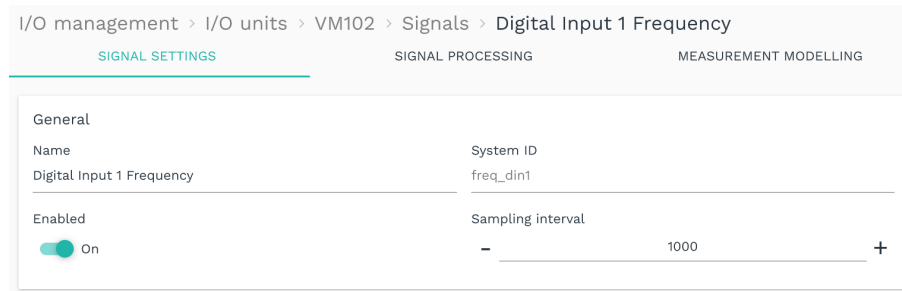 I/O management > I/O units > VM102 > Signals > Digital Input 1 Frequency
SIGNAL SETTINGS SIGNAL PROCESSING MEASUREMENT MODELLING
General
Name System ID
Digital Input 1 Frequency freq_din1
Enabled Sampling interval
On - 1000 +